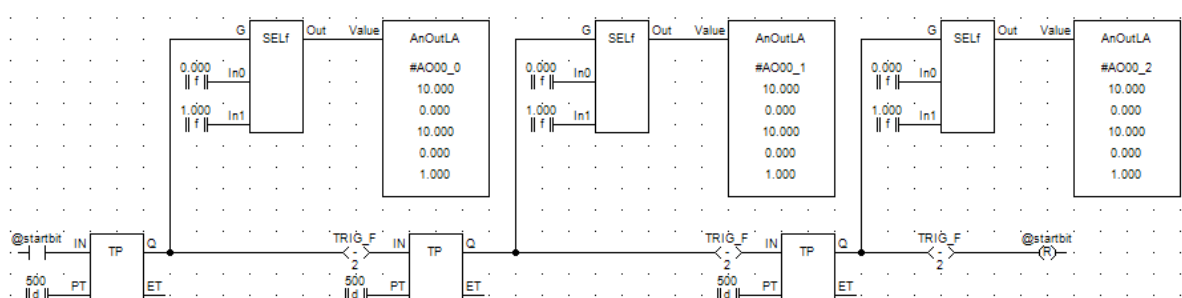 G SELf Out Value AnOutLA G SELf Out Value AnOutLA G SELf Out Value AnOutLA
0.000 In0 #AO00_0 0.000 In0 #AO00_1 0.000 In0 #AO00_2
f 10.000 f 10.000 f 10.000
0.000 0.000 0.000
1.000 In1 10.000 1.000 In1 10.000 1.000 In1 10.000
f f f
0.000 0.000 0.000
1.000 1.000 1.000
@startbit IN TP Q TRIG_F IN TP Q TRIG_F IN TP Q TRIG_F @startbit
- - - R
2 2 2
500 PT ET 500 PT ET 500 PT ET
d d d